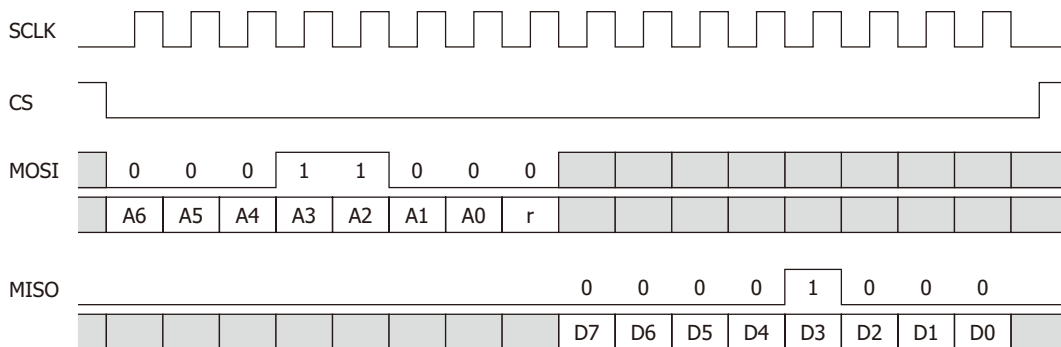 SCLK
CS
MOSI 0 0 0 1 1 0 0 0
A6 A5 A4 A3 A2 A1 A0 r
MISO 0 0 0 0 1 0 0 0
D7 D6 D5 D4 D3 D2 D1 D0